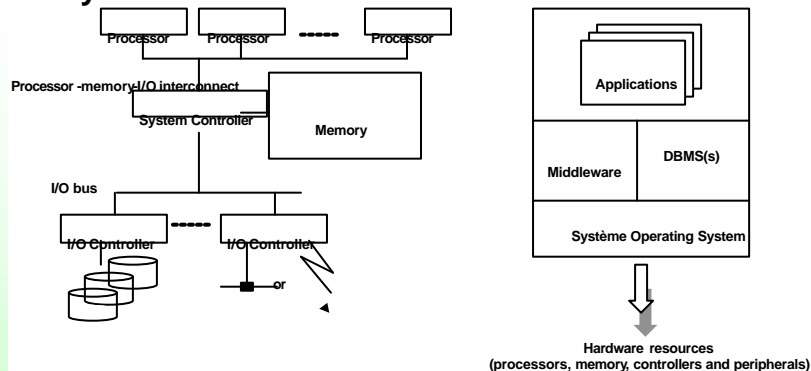 Processor Processor Processor
Processor -memory-I/O interconnect
System Controller
Memory
I/O bus
I/O Controller I/O Controller
or
Applications
Middleware
DBMS(s)
Système Operating System
Hardware resources
(processors, memory, controllers and peripherals)